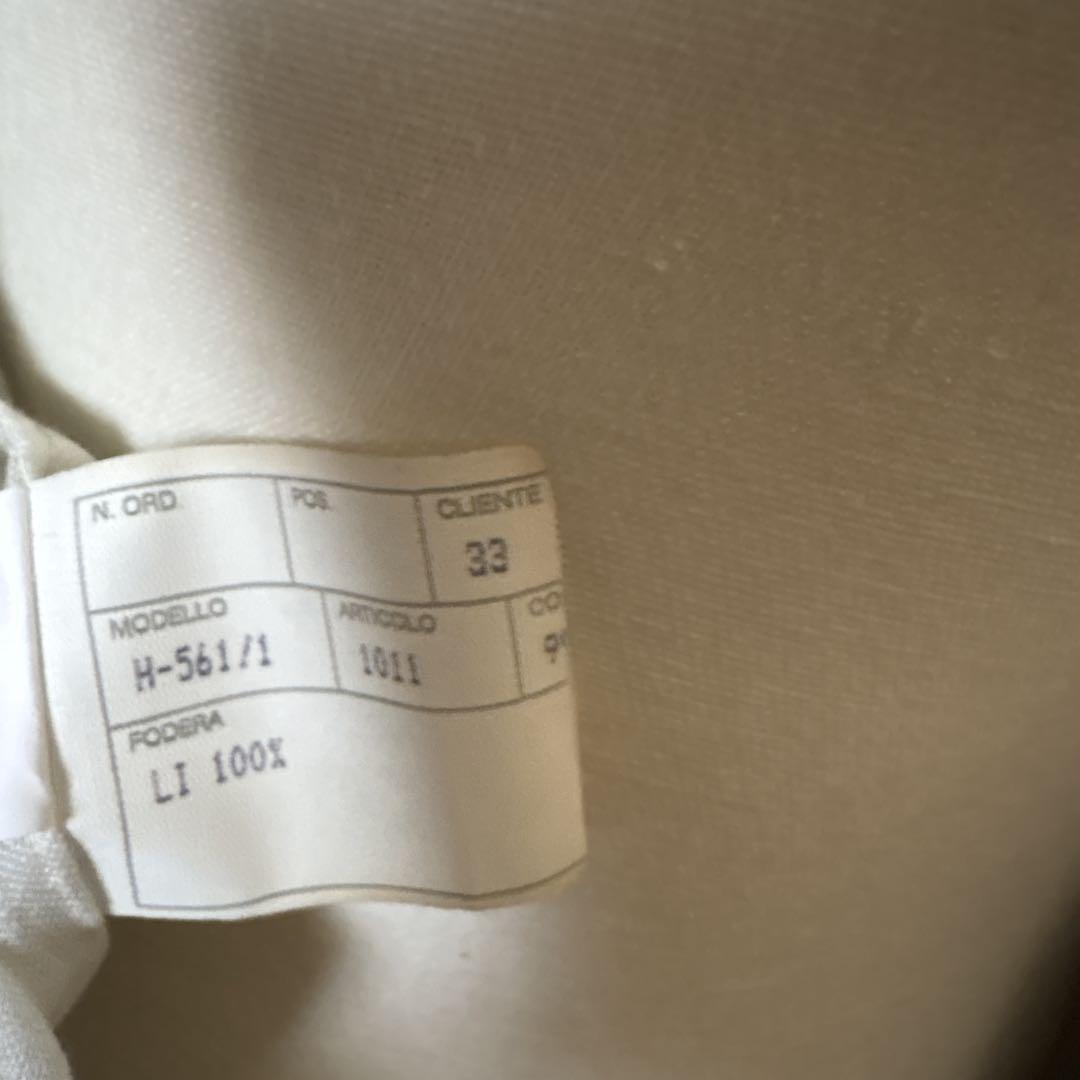 N. ORD. POS. CLIENTE
33
MODELLO ARTICOLO
H-561/1 1011
FODERA
LI 100%